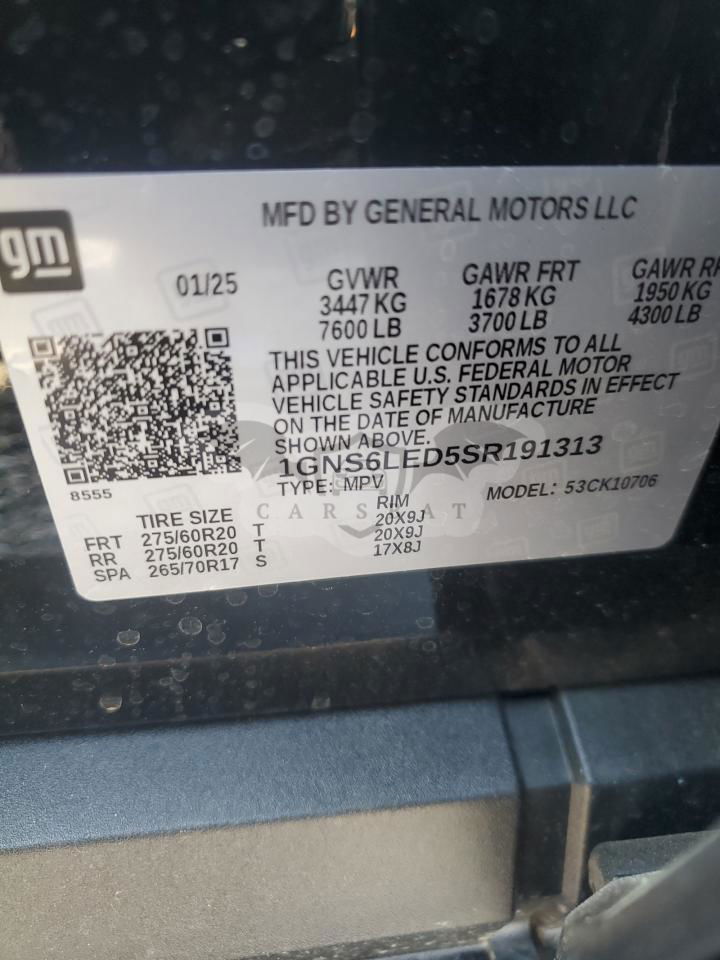 MFD BY GENERAL MOTORS LLC
gm
01/25
GVWR
3447 KG
7600 LB
GAWR FRT
1678 KG
3700 LB
GAWR RR
1950 KG
4300 LB
THIS VEHICLE CONFORMS TO ALL
APPLICABLE U.S. FEDERAL MOTOR
VEHICLE SAFETY STANDARDS IN EFFECT
ON THE DATE OF MANUFACTURE
SHOWN ABOVE.
1GNS6LED5SR191313
8555
TYPE: MPV
MODEL: 53CK10706
CARSBAT
TIRE SIZE RIM
FRT 275/60R20 T 20X9J
RR 275/60R20 T 20X9J
SPA 265/70R17 S 17X8J